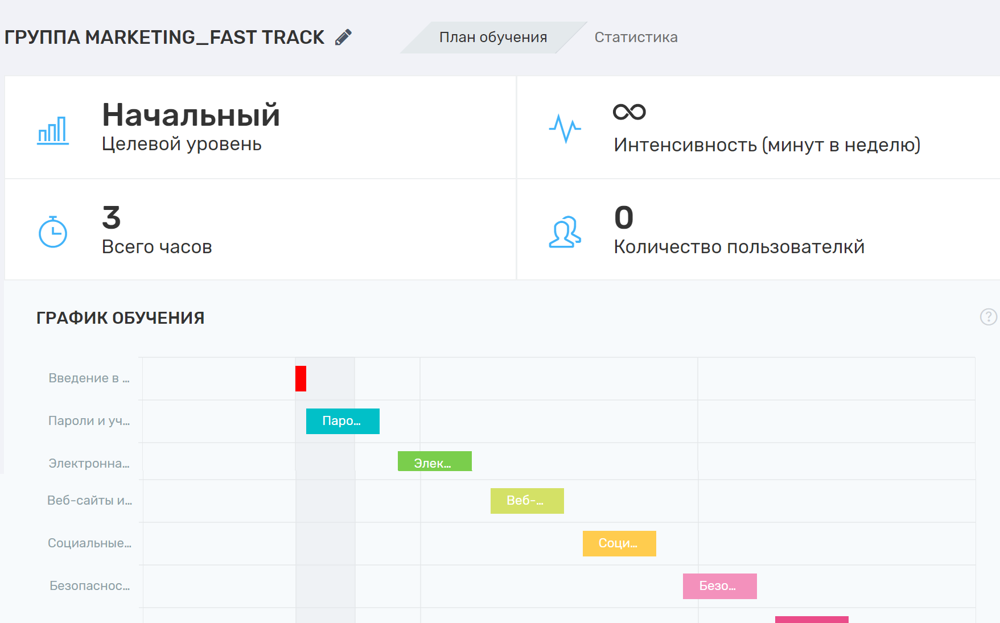 ГРУППА MARKETING_FAST TRACK
План обучения
Статистика
Начальный
Целевой уровень
∞
Интенсивность (минут в неделю)
3
Всего часов
0
Количество пользователкй
ГРАФИК ОБУЧЕНИЯ
?
Введение в ...
Пароли и уч...
Паро...
Электронна...
Элек...
Веб-сайты и...
Веб-...
Социальные...
Соци...
Безопаснос...
Безо...